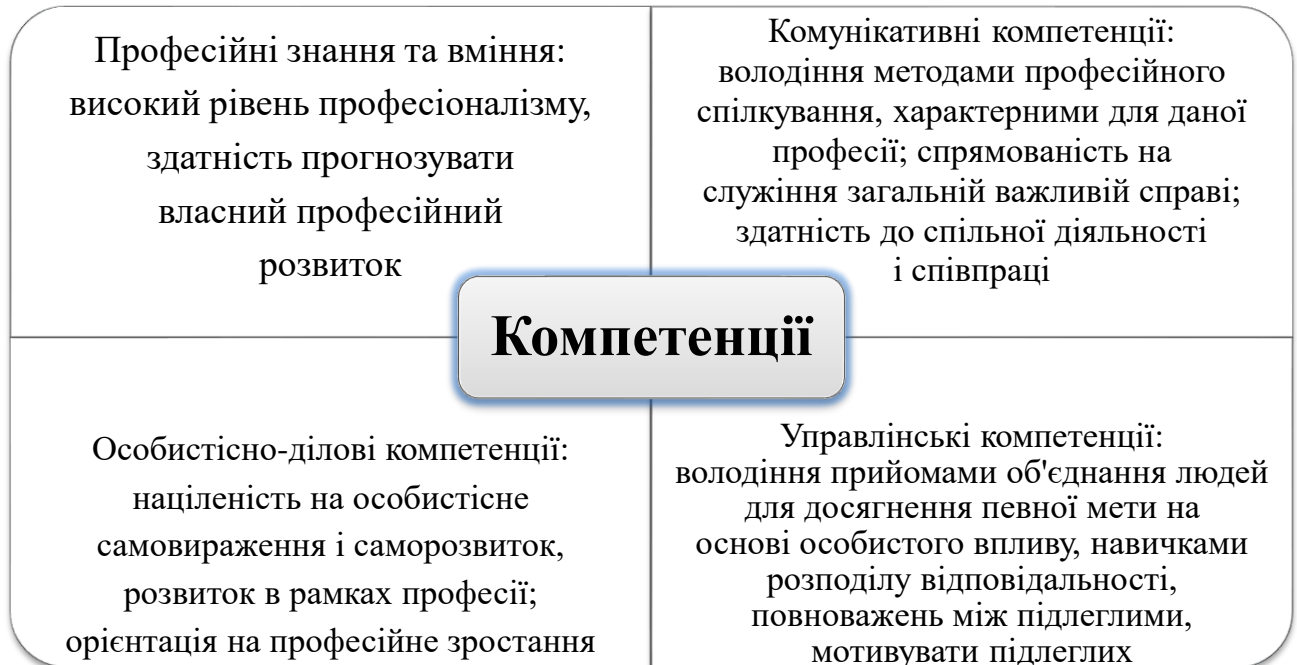 Професійні знання та вміння:
високий рівень професіоналізму,
здатність прогнозувати
власний професійний
розвиток
Комунікативні компетенції:
володіння методами професійного
спілкування, характерними для даної
професії; спрямованість на
служіння загальній важливій справі;
здатність до спільної діяльності
і співпраці
Компетенції
Особистісно-ділові компетенції:
націленість на особистісне
самовираження і саморозвиток,
розвиток в рамках професії;
орієнтація на професійне зростання
Управлінські компетенції:
володіння прийомами об'єднання людей
для досягнення певної мети на
основі особистого впливу, навичками
розподілу відповідальності,
повноважень між підлеглими,
мотивувати підлеглих